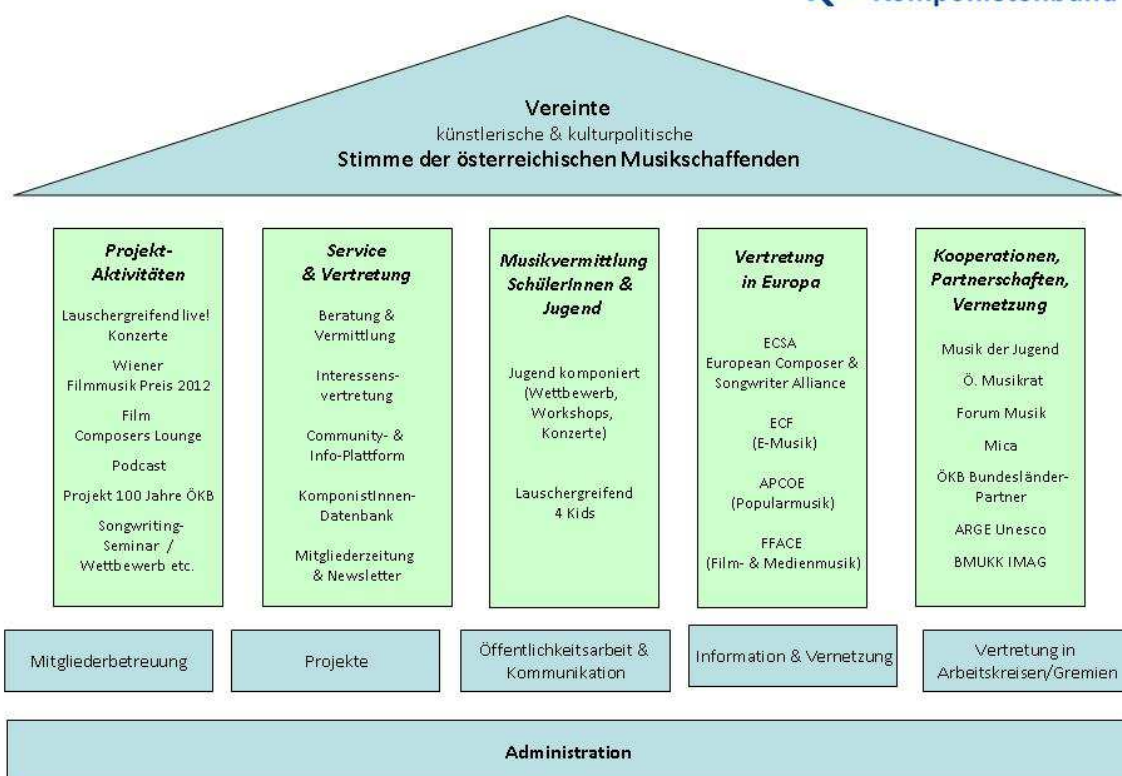 Vereinte
künstlerische & kulturpolitische
Stimme der österreichischen Musikschaffenden
Projekt-
Aktivitäten
Lauschergreifend live!
Konzerte
Wiener
Filmmusik Preis 2012
Film
Composers Lounge
Podcast
Projekt 100 Jahre ÖKB
Songwriting-
Seminar /
Wettbewerb etc.
Service
& Vertretung
Beratung &
Vermittlung
Interessens-
vertretung
Community- &
Info-Plattform
KomponistInnen-
Datenbank
Mitgliederzeitung
& Newsletter
Musikvermittlung
SchülerInnen &
Jugend
Jugend komponiert
(Wettbewerb,
Workshops,
Konzerte)
Lauschergreifend
4 Kids
Vertretung
in Europa
ECSA
European Composer &
Songwriter Alliance
ECF
(E-Musik)
APCOE
(Popularmusik)
FFACE
(Film- & Medienmusik)
Kooperationen,
Partnerschaften,
Vernetzung
Musik der Jugend
Ö. Musikrat
Forum Musik
Mica
ÖKB Bundesländer-
Partner
ARGE Unesco
BMUKK IMAG
Mitgliederbetreuung
Projekte
Öffentlichkeitsarbeit &
Kommunikation
Information & Vernetzung
Vertretung in
Arbeitskreisen/Gremien
Administration